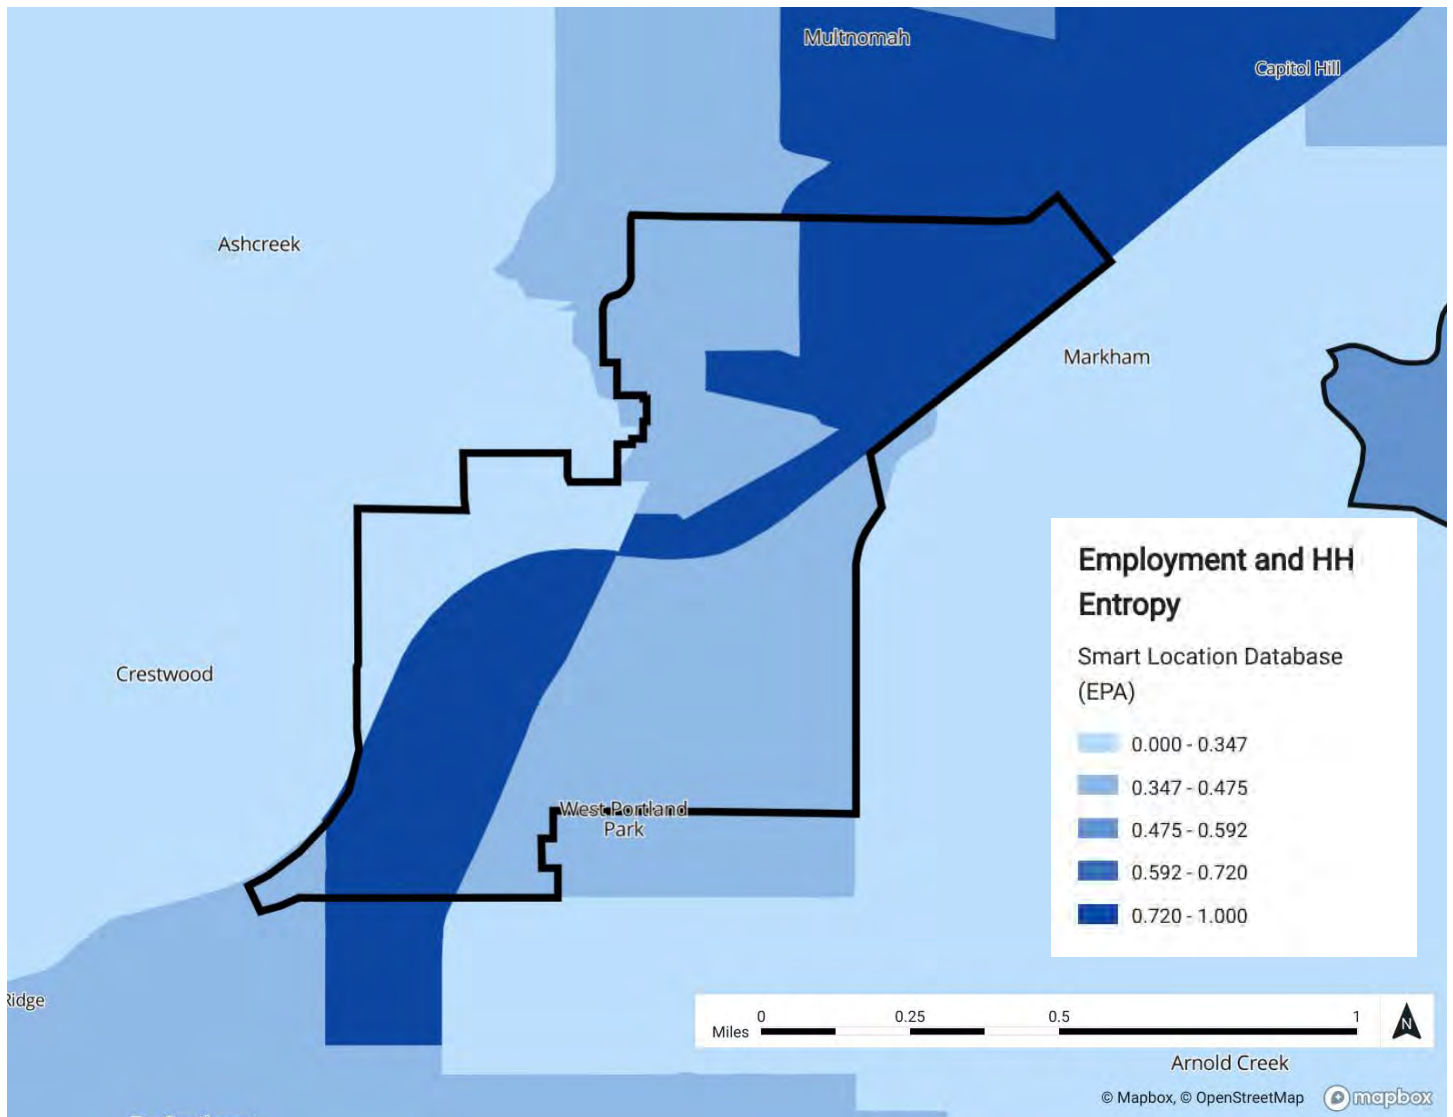 Multnomah
Capitol Hill
Ashcreek
Markham
Employment and HH
Entropy
Smart Location Database
(EPA)
0.000 - 0.347
0.347 - 0.475
0.475 - 0.592
0.592 - 0.720
0.720 - 1.000
Crestwood
West Portland
Park
Ridge
Miles 0 0.25 0.5 1
N
Arnold Creek
© Mapbox, © OpenStreetMap mapbox